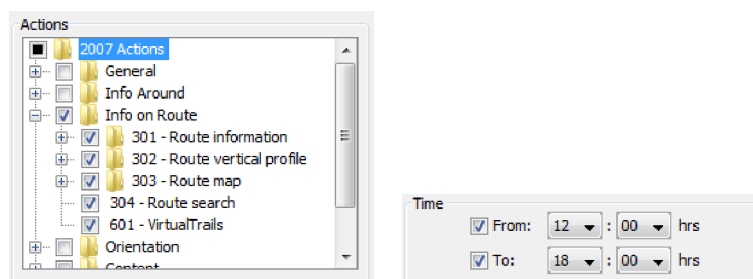 Actions
2007 Actions
General
Info Around
Info on Route
301 - Route information
302 - Route vertical profile
303 - Route map
304 - Route search
601 - VirtualTrails
Orientation
Content
Time
From: 12 : 00 hrs
To: 18 : 00 hrs